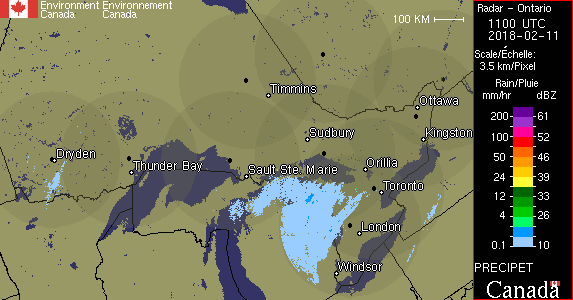 Environment Environnement
Canada Canada
100 KM
Timmins
Ottawa
Sudbury
Kingston
Dryden
Thunder Bay
Sault Ste. Marie
Orillia
Toronto
London
Windsor
Radar - Ontario
1100 UTC
2018-02-11
Scale/Échelle:
3.5 km/Pixel
Rain/Pluie
mm/hr dBZ
200 61
100 52
50 46
24 39
12 33
4 26
0.1 10
PRECIPET
Canada